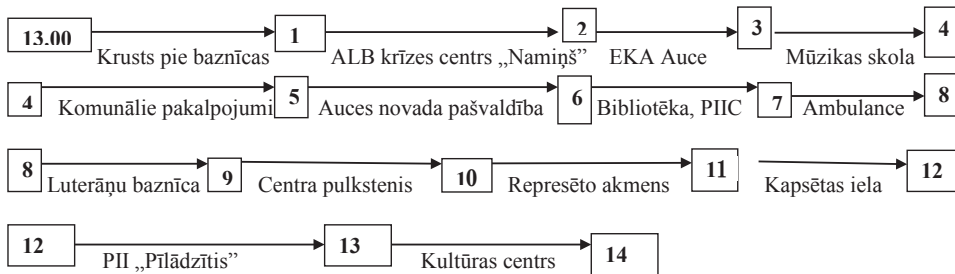 13.00 1 2 3 4
Krusts pie baznīcas ALB krīzes centrs „Namiņš” EKA Auce Mūzikas skola
4 5 6 7 8
Komunālie pakalpojumi Auces novada pašvaldība Bibliotēka, PIIC Ambulance
8 9 10 11 12
Luterāņu baznīca Centra pulkstenis Represēto akmens Kapsētas iela
12 13 14
PII „Pīlādzītis” Kultūras centrs